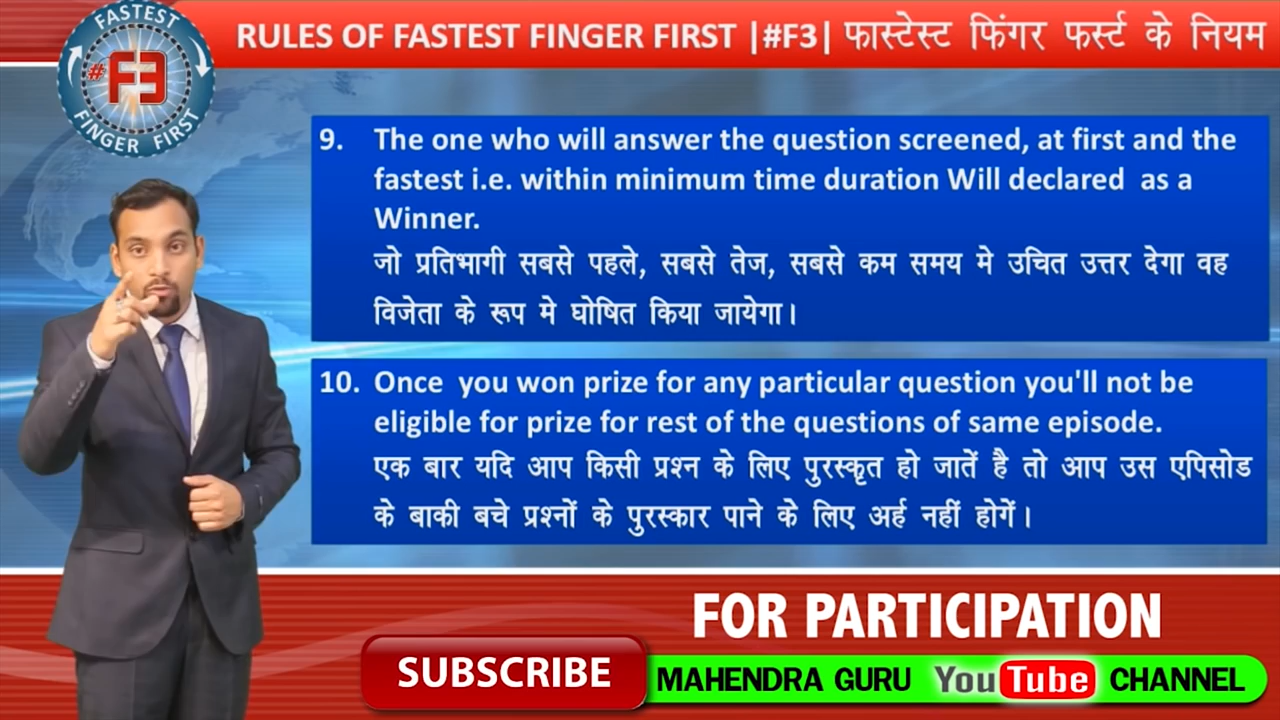 FASTEST
#F3
FINGER FIRST
RULES OF FASTEST FINGER FIRST |#F3| फास्टेस्ट फिंगर फर्स्ट के नियम
9. The one who will answer the question screened, at first and the
fastest i.e. within minimum time duration Will declared as a
Winner.
जो प्रतिभागी सबसे पहले, सबसे तेज, सबसे कम समय मे उचित उत्तर देगा वह
विजेता के रूप मे घोषित किया जायेगा।
10. Once you won prize for any particular question you'll not be
eligible for prize for rest of the questions of same episode.
एक बार यदि आप किसी प्रश्न के लिए पुरस्कृत हो जातें है तो आप उस एपिसोड
के बाकी बचे प्रश्नों के पुरस्कार पाने के लिए अर्ह नहीं होगें।
FOR PARTICIPATION
SUBSCRIBE
MAHENDRA GURU YouTube CHANNEL